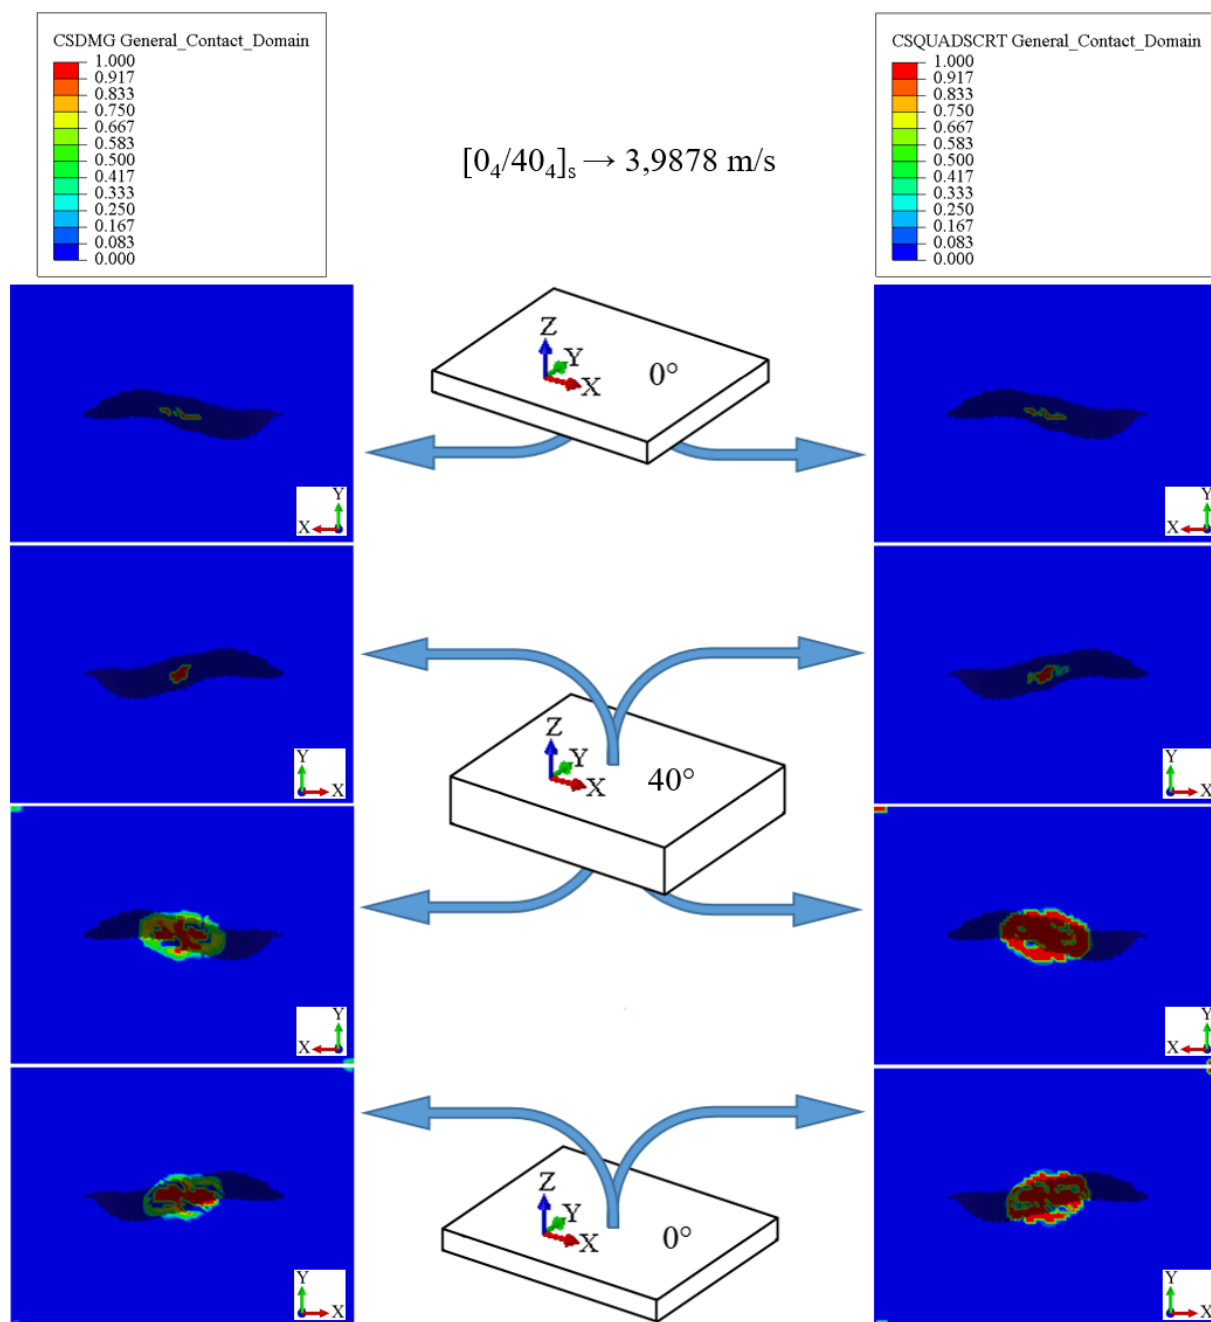 CSDMG General_Contact_Domain
1.000
0.917
0.833
0.750
0.667
0.583
0.500
0.417
0.333
0.250
0.167
0.083
0.000
[0₄/40₄]ₛ → 3,9878 m/s
CSQUADSCRT General_Contact_Domain
1.000
0.917
0.833
0.750
0.667
0.583
0.500
0.417
0.333
0.250
0.167
0.083
0.000
Z
Y
X
0°
Y
X
Y
X
Z
Y
X
40°
Y
X
Y
X
Y
X
Y
X
Z
Y
X
0°
Y
X
Y
X